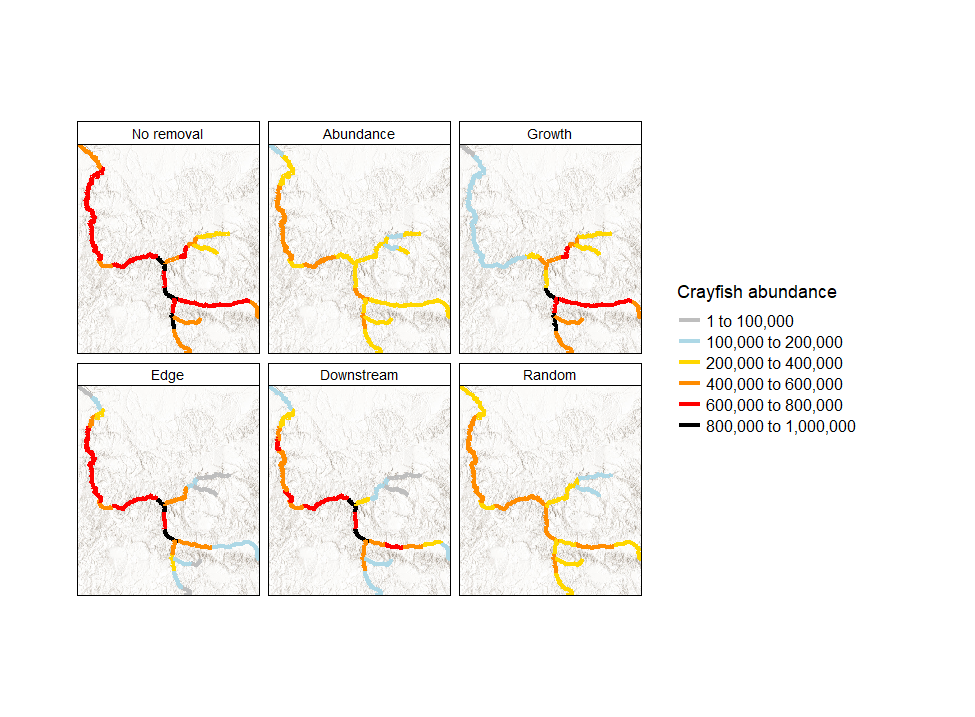 No removal
Abundance
Growth
Edge
Downstream
Random
Crayfish abundance
1 to 100,000
100,000 to 200,000
200,000 to 400,000
400,000 to 600,000
600,000 to 800,000
800,000 to 1,000,000